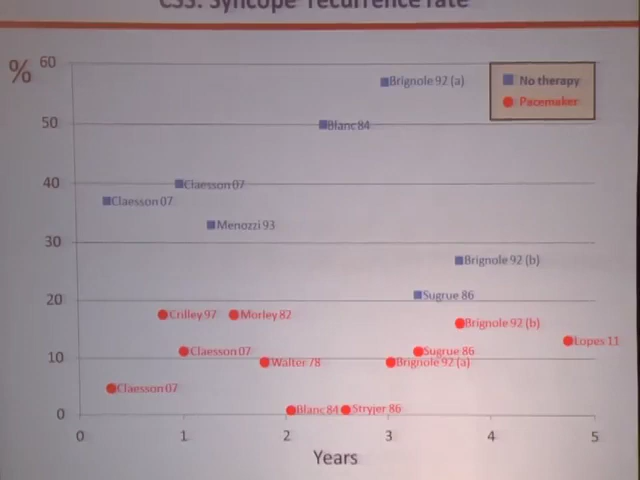 CSS: Syncope recurrence rate
%
60
50
40
30
20
10
0
Brignole 92 (a)
Blanc 84
Claesson 07
Claesson 07
Menozzi 93
Brignole 92 (b)
Sugrue 86
Crilley 97
Morley 82
Brignole 92 (b)
Lopes 11
Claesson 07
Walter 78
Sugrue 86
Brignole 92 (a)
Claesson 07
Blanc 84
Stryjer 86
No therapy
Pacemaker
0 1 2 3 4 5
Years